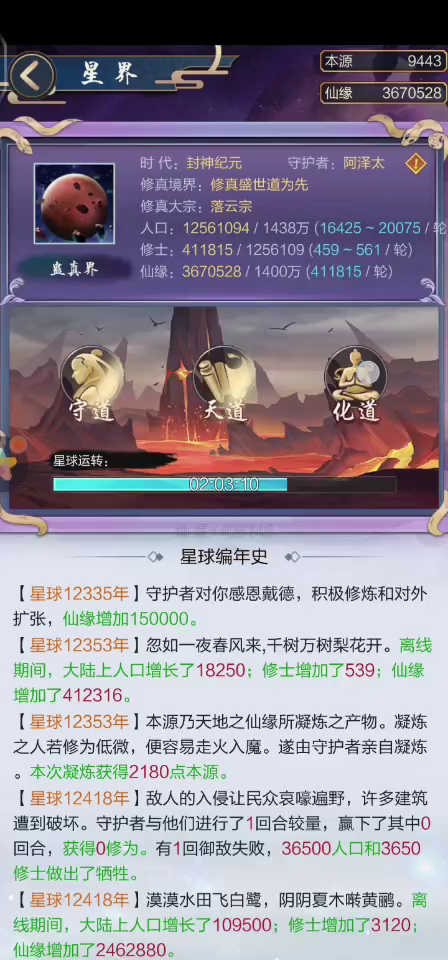 星界
本源 9443
仙缘 3670528
时 代：封神纪元 守护者：阿泽太
修真境界：修真盛世道为先
修真大宗：落云宗
人口：12561094 / 1438万 (16425 ~ 20075 / 轮
修士：411815 / 1256109 (459 ~ 561 / 轮)
仙缘：3670528 / 1400万 (411815 / 轮)
蛊真界
守道 天道 化道
星球运转：
02:03:10
星球编年史
【星球12335年】守护者对你感恩戴德，积极修炼和对外
扩张，仙缘增加150000。
【星球12353年】忽如一夜春风来,千树万树梨花开。离线
期间，大陆上人口增长了18250；修士增加了539；仙缘
增加了412316。
【星球12353年】本源乃天地之仙缘所凝炼之产物。凝炼
之人若修为低微，便容易走火入魔。遂由守护者亲自凝炼
。本次凝炼获得2180点本源。
【星球12418年】敌人的入侵让民众哀嚎遍野，许多建筑
遭到破坏。守护者与他们进行了1回合较量，赢下了其中0
回合，获得0修为。有1回御敌失败，36500人口和3650
修士做出了牺牲。
【星球12418年】漠漠水田飞白鹭，阴阴夏木啭黄鹂。离
线期间，大陆上人口增长了109500；修士增加了3120；
仙缘增加了2462880。